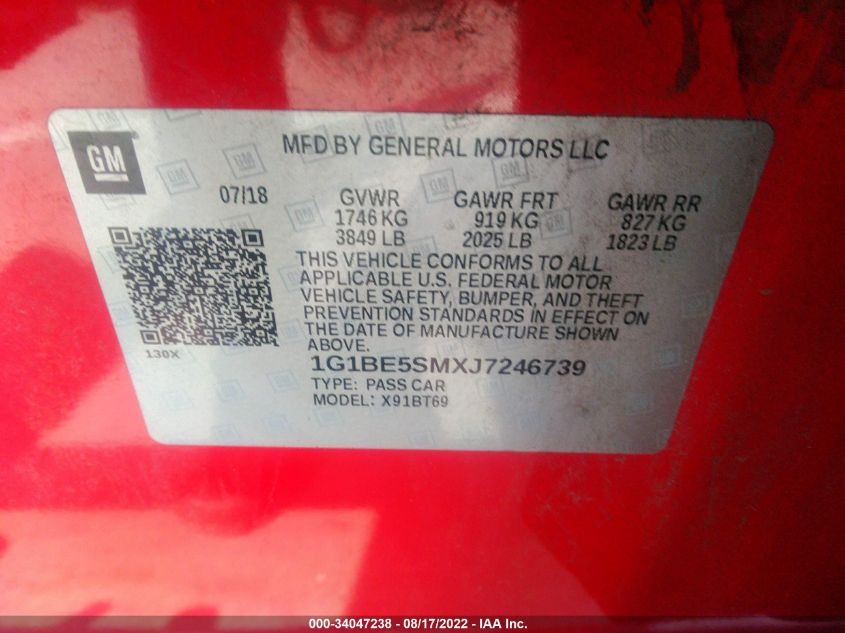 GM
MFD BY GENERAL MOTORS LLC
07/18 GVWR GAWR FRT GAWR RR
1746 KG 919 KG 827 KG
3849 LB 2025 LB 1823 LB
THIS VEHICLE CONFORMS TO ALL
APPLICABLE U.S. FEDERAL MOTOR
VEHICLE SAFETY, BUMPER, AND THEFT
PREVENTION STANDARDS IN EFFECT ON
THE DATE OF MANUFACTURE SHOWN
ABOVE.
130X
1G1BE5SMXJ7246739
TYPE: PASS CAR
MODEL: X91BT69
000-34047238 - 08/17/2022 - IAA Inc.